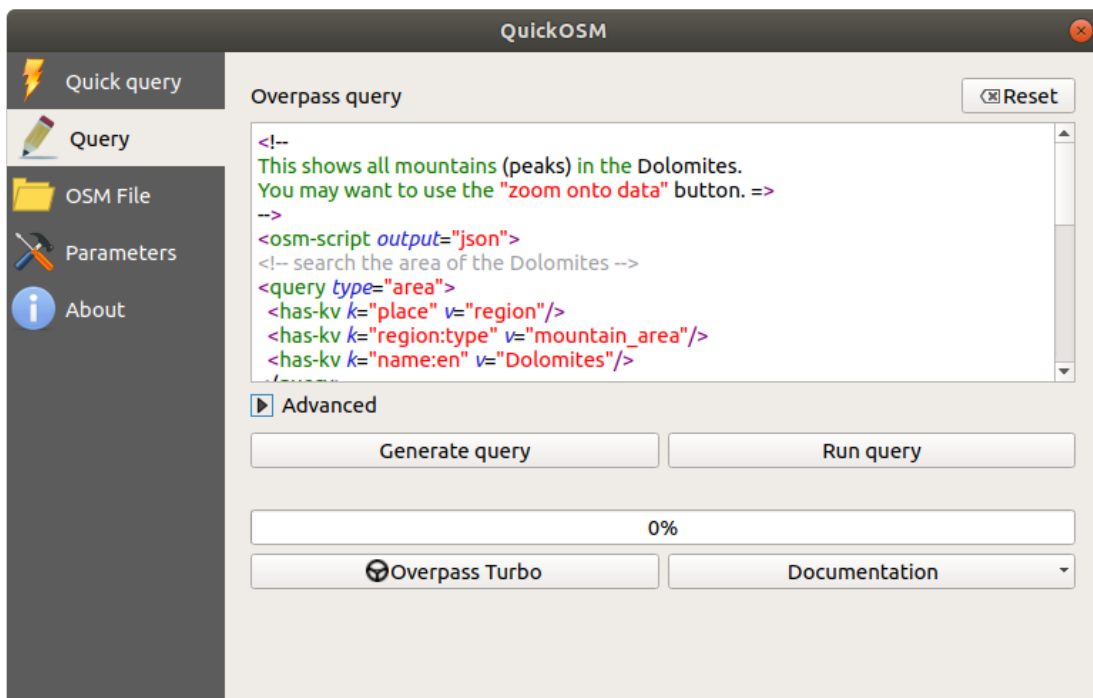 QuickOSM
Quick query
Query
OSM File
Parameters
About
Overpass query
Reset
<!--
This shows all mountains (peaks) in the Dolomites.
You may want to use the "zoom onto data" button. =>
-->
<osm-script output="json">
<!-- search the area of the Dolomites -->
<query type="area">
<has-kv k="place" v="region"/>
<has-kv k="region:type" v="mountain_area"/>
<has-kv k="name:en" v="Dolomites"/>
Advanced
Generate query
Run query
0%
Overpass Turbo
Documentation